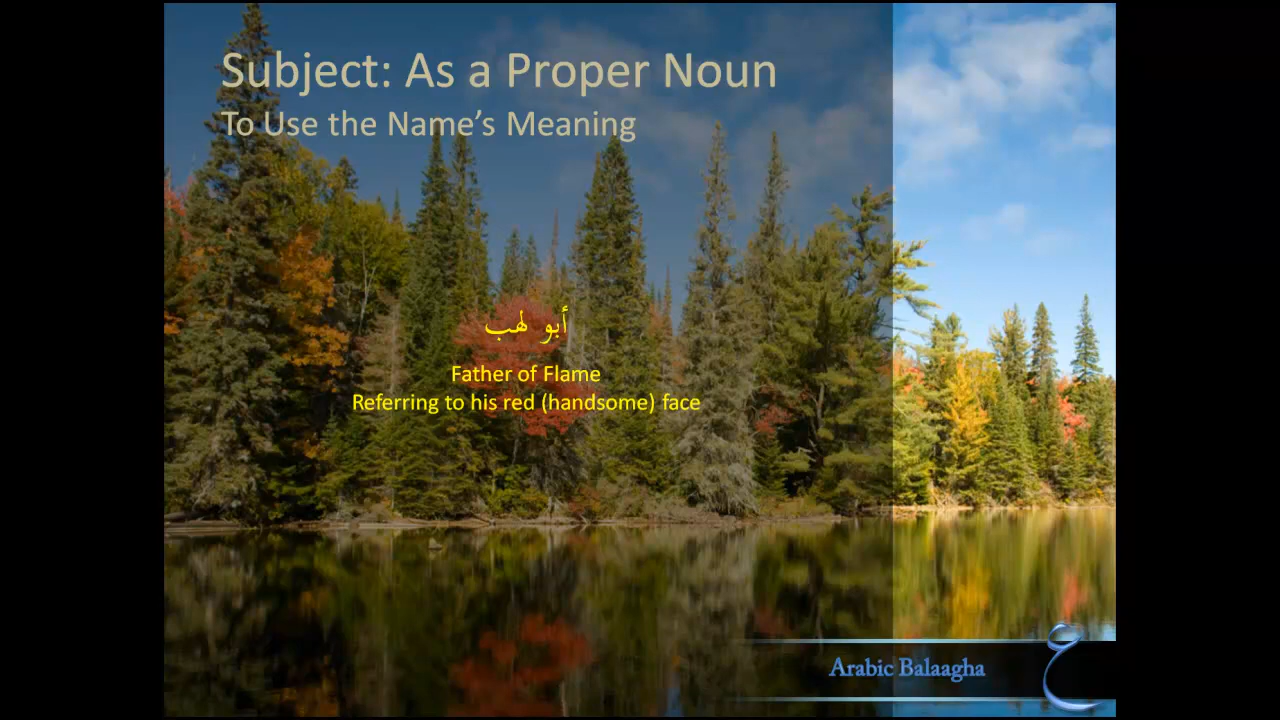 Subject: As a Proper Noun
To Use the Name’s Meaning
أبو لهب
Father of Flame
Referring to his red (handsome) face
Arabic Balaagha